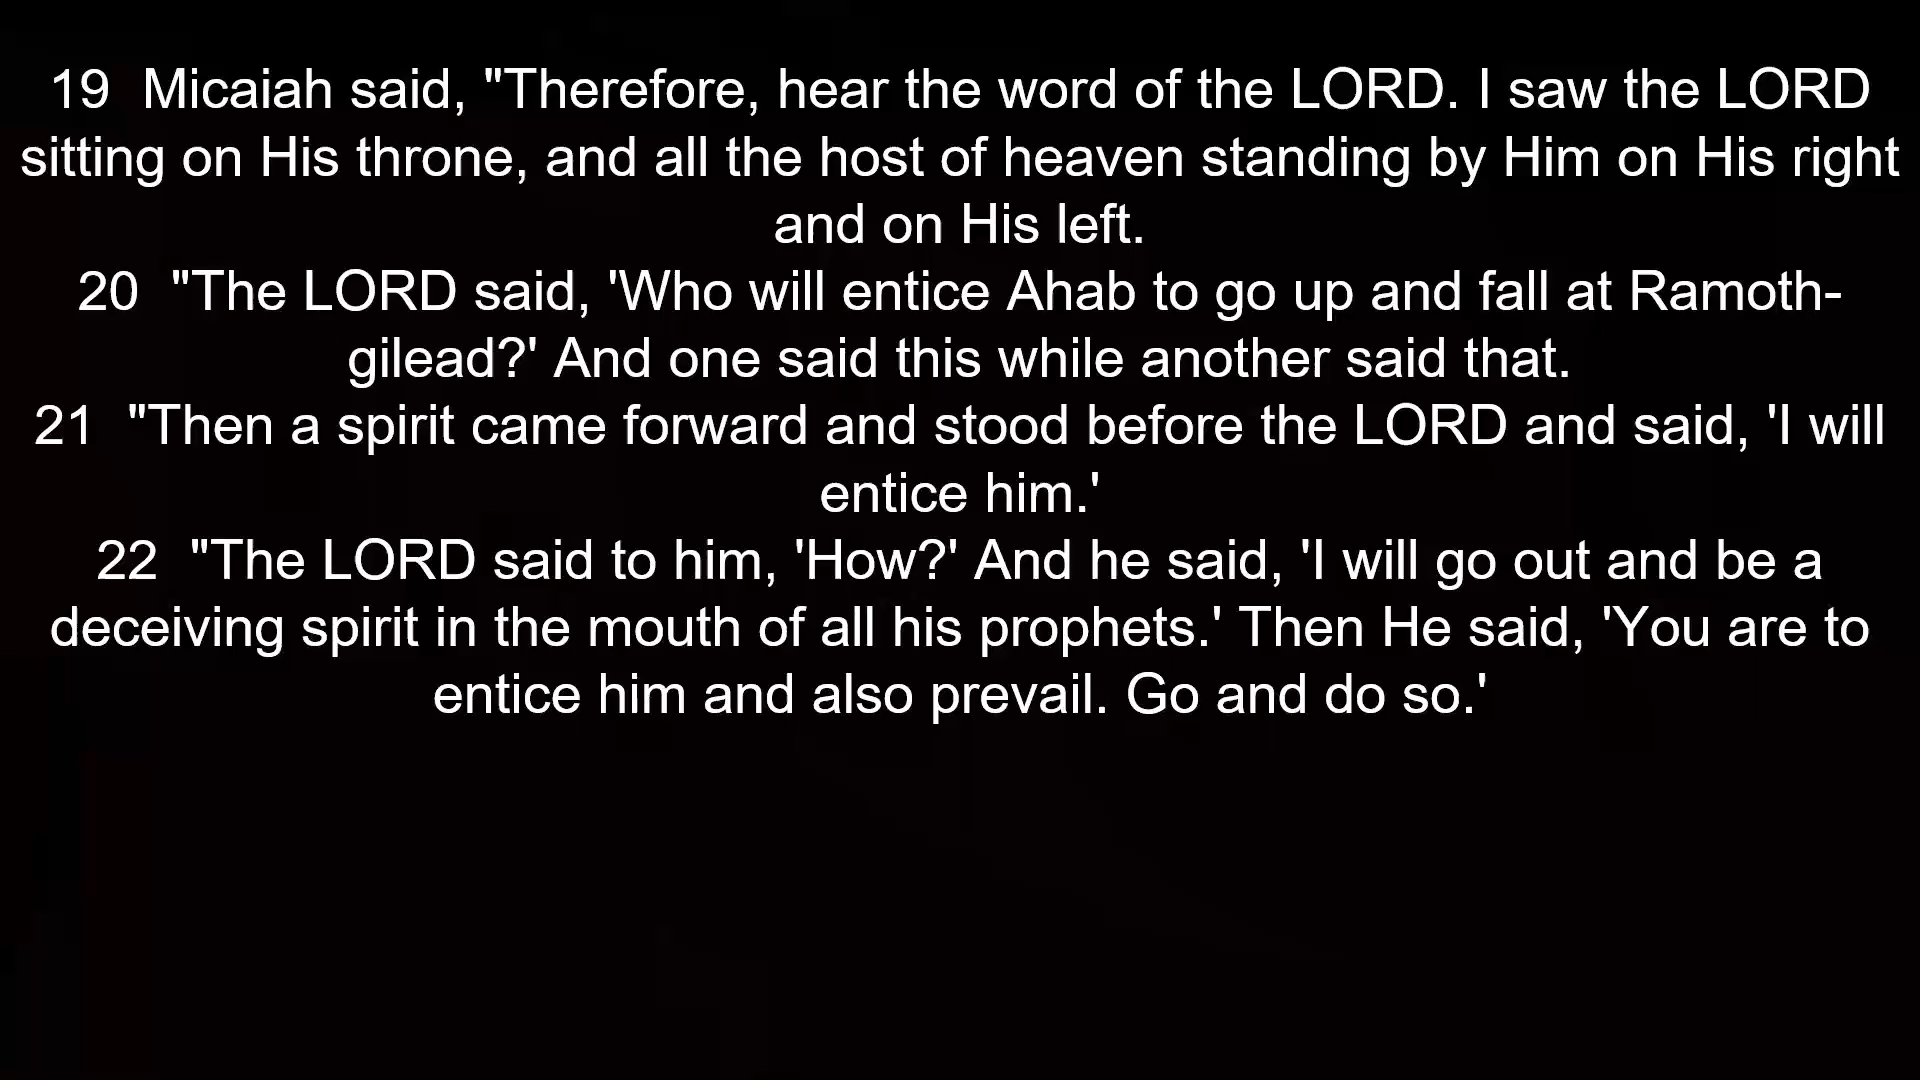 19  Micaiah said, "Therefore, hear the word of the LORD. I saw the LORD
sitting on His throne, and all the host of heaven standing by Him on His right
and on His left.
20  "The LORD said, 'Who will entice Ahab to go up and fall at Ramoth-
gilead?' And one said this while another said that.
21  "Then a spirit came forward and stood before the LORD and said, 'I will
entice him.'
22  "The LORD said to him, 'How?' And he said, 'I will go out and be a
deceiving spirit in the mouth of all his prophets.' Then He said, 'You are to
entice him and also prevail. Go and do so.'